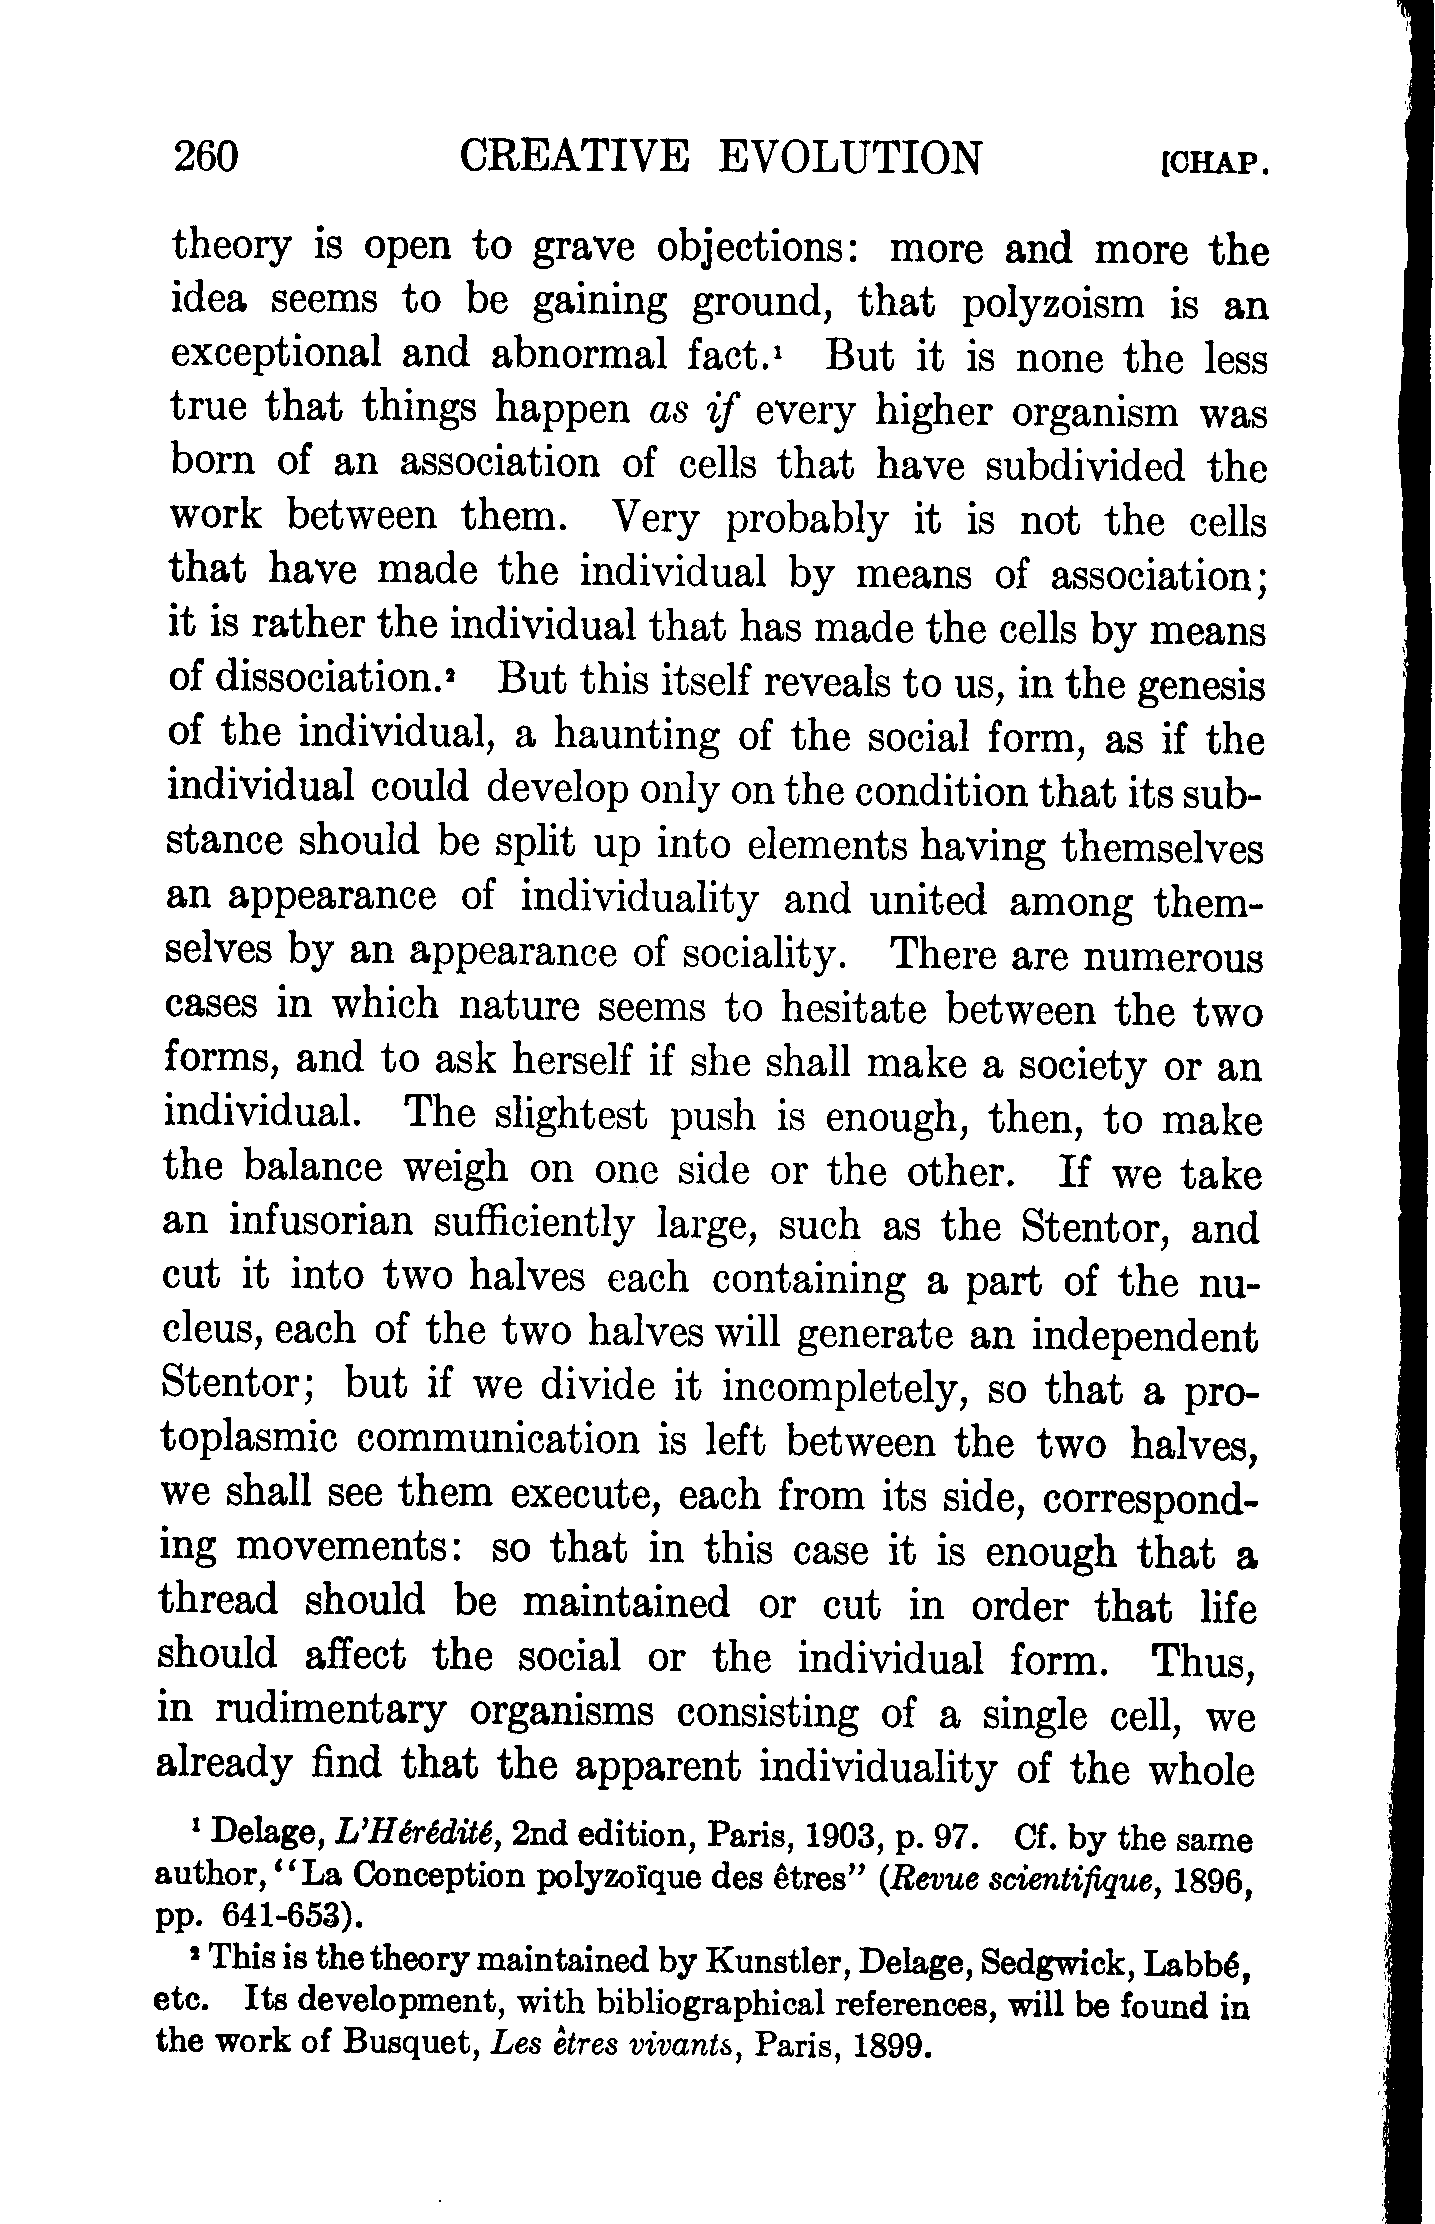 260 CREATIVE EVOLUTION [CHAP.
theory is open to grave objections: more and more the
idea seems to be gaining ground, that polyzoism is an
exceptional and abnormal fact.¹ But it is none the less
true that things happen as if every higher organism was
born of an association of cells that have subdivided the
work between them. Very probably it is not the cells
that have made the individual by means of association;
it is rather the individual that has made the cells by means
of dissociation.² But this itself reveals to us, in the genesis
of the individual, a haunting of the social form, as if the
individual could develop only on the condition that its sub-
stance should be split up into elements having themselves
an appearance of individuality and united among them-
selves by an appearance of sociality. There are numerous
cases in which nature seems to hesitate between the two
forms, and to ask herself if she shall make a society or an
individual. The slightest push is enough, then, to make
the balance weigh on one side or the other. If we take
an infusorian sufficiently large, such as the Stentor, and
cut it into two halves each containing a part of the nu-
cleus, each of the two halves will generate an independent
Stentor; but if we divide it incompletely, so that a pro-
toplasmic communication is left between the two halves,
we shall see them execute, each from its side, correspond-
ing movements: so that in this case it is enough that a
thread should be maintained or cut in order that life
should affect the social or the individual form. Thus,
in rudimentary organisms consisting of a single cell, we
already find that the apparent individuality of the whole
¹ Delage, L'Hérédité, 2nd edition, Paris, 1903, p. 97. Cf. by the same
author, "La Conception polyzoïque des êtres" (Revue scientifique, 1896,
pp. 641-653).
² This is the theory maintained by Kunstler, Delage, Sedgwick, Labbé,
etc. Its development, with bibliographical references, will be found in
the work of Busquet, Les êtres vivants, Paris, 1899.